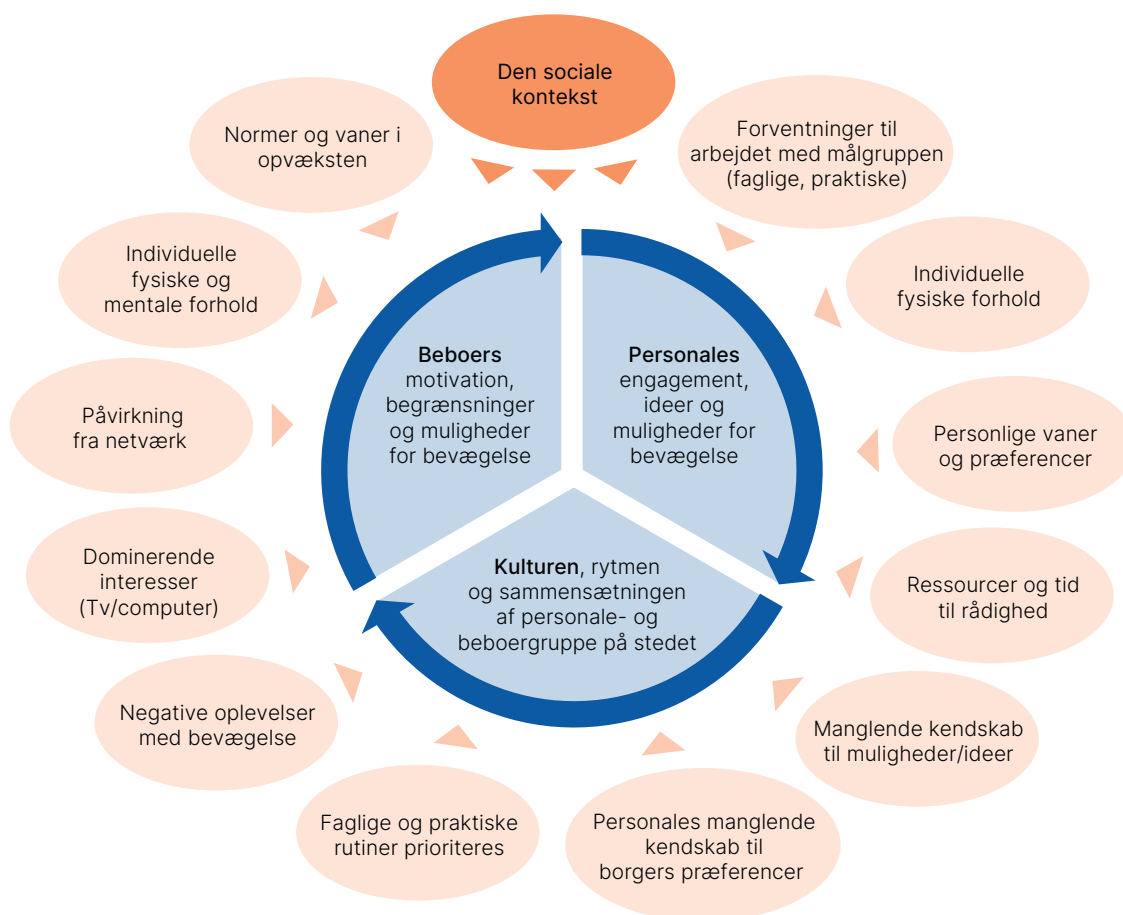 Den sociale
kontekst
Forventninger til
arbejdet med målgruppen
(faglige, praktiske)
Individuelle
fysiske forhold
Personlige vaner
og præferencer
Ressourcer og tid
til rådighed
Manglende kendskab
til muligheder/ideer
Personales manglende
kendskab til
borgers præferencer
Faglige og praktiske
rutiner prioriteres
Negative oplevelser
med bevægelse
Dominerende
interesser
(Tv/computer)
Påvirkning
fra netværk
Individuelle
fysiske og
mentale forhold
Normer og vaner i
opvæksten
Beboers
motivation,
begrænsninger
og muligheder
for bevægelse
Personales
engagement,
ideer og
muligheder for
bevægelse
Kulturen, rytmen
og sammensætningen
af personale- og
beboergruppe på stedet